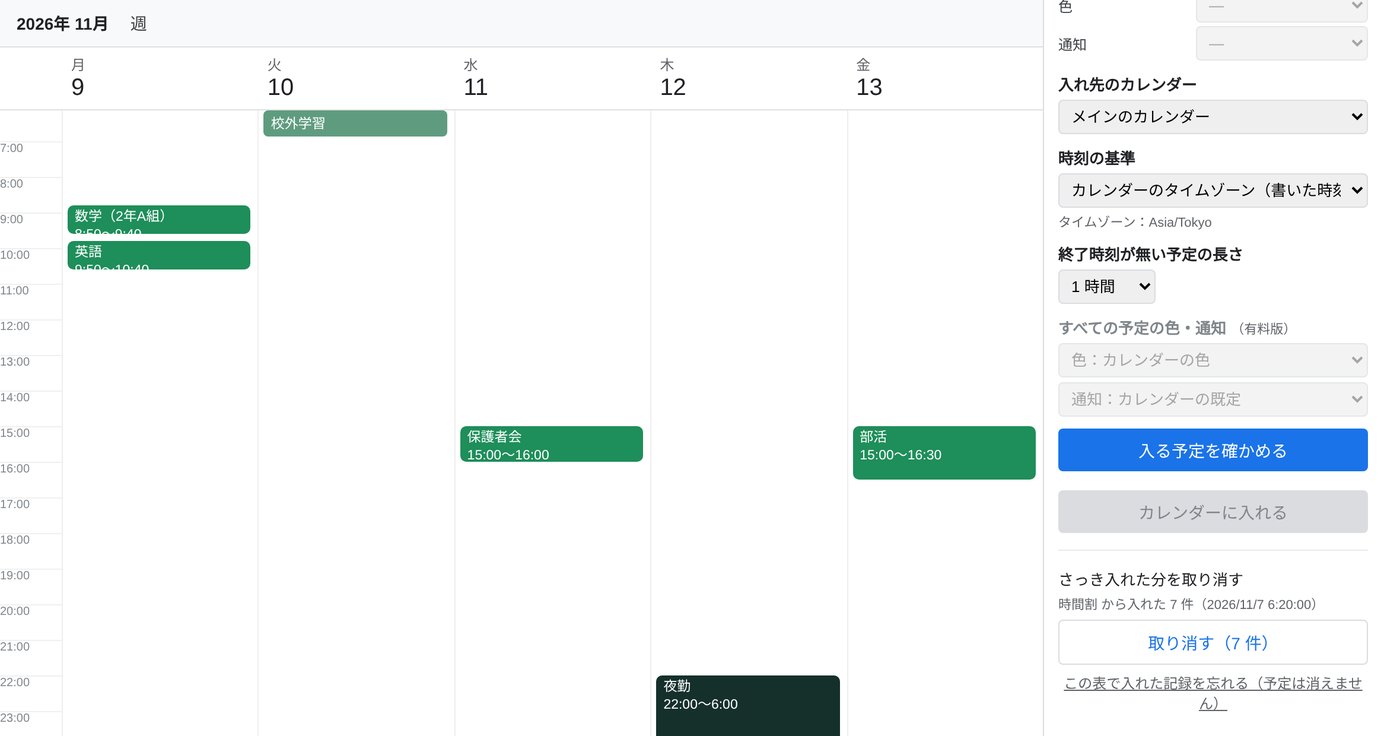 2026年 11月 週
月
9
火
10
水
11
木
12
金
13
校外学習
7:00
8:00
9:00
10:00
11:00
12:00
13:00
14:00
15:00
16:00
17:00
18:00
19:00
20:00
21:00
22:00
23:00
数学（2年A組）
8:50〜9:40
英語
9:50〜10:40
保護者会
15:00〜16:00
夜勤
22:00〜6:00
部活
15:00〜16:30
色
—
通知
—
入れ先のカレンダー
メインのカレンダー
時刻の基準
カレンダーのタイムゾーン（書いた時刻
タイムゾーン：Asia/Tokyo
終了時刻が無い予定の長さ
1 時間
すべての予定の色・通知 （有料版）
色：カレンダーの色
通知：カレンダーの既定
入る予定を確かめる
カレンダーに入れる
さっき入れた分を取り消す
時間割 から入れた 7 件（2026/11/7 6:20:00）
取り消す（7 件）
この表で入れた記録を忘れる（予定は消えませ
ん）